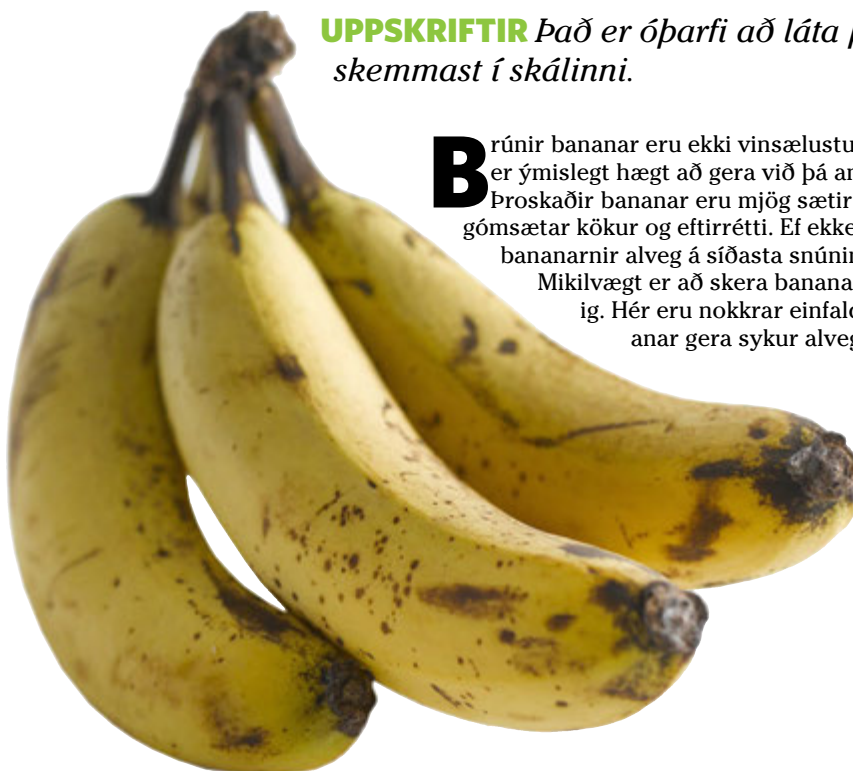 UPPSKRIFTIR Það er óþarfi að láta
skemmast í skálinni.
Brúnir bananar eru ekki vinsælustu
er ýmislegt hægt að gera við þá an
Þroskaðir bananar eru mjög sætir
gómsætar kökur og eftirrétti. Ef ekke
bananarnir alveg á síðasta snúnin
Mikilvægt er að skera banana
ig. Hér eru nokkrar einfald
anar gera sykur alveg